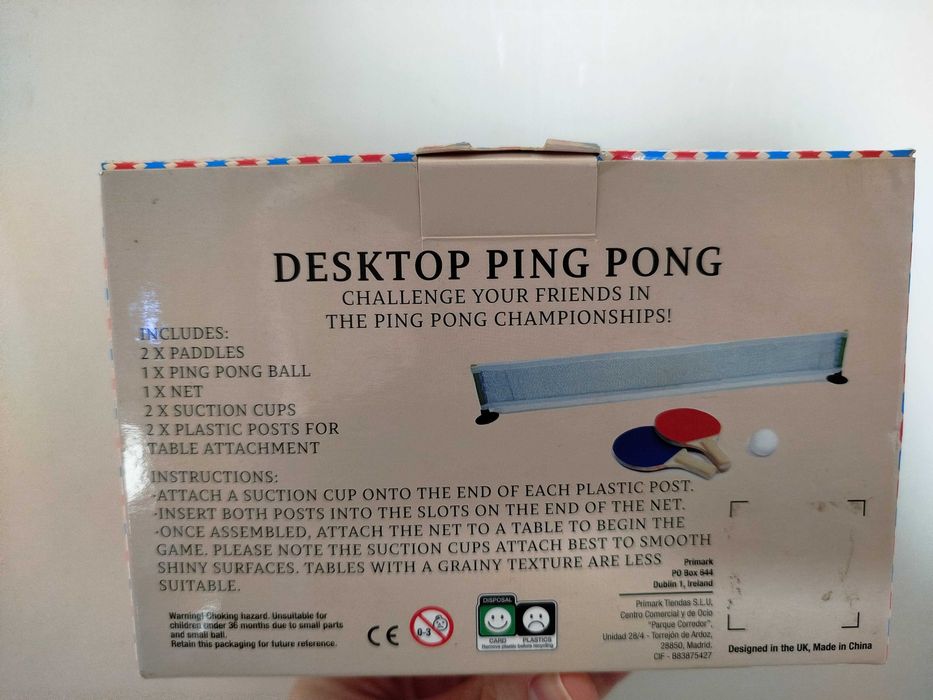 DESKTOP PING PONG
CHALLENGE YOUR FRIENDS IN
THE PING PONG CHAMPIONSHIPS!
INCLUDES:
2 X PADDLES
1 X PING PONG BALL
1 X NET
2 X SUCTION CUPS
2 X PLASTIC POSTS FOR
TABLE ATTACHMENT
INSTRUCTIONS:
·ATTACH A SUCTION CUP ONTO THE END OF EACH PLASTIC POST.
·INSERT BOTH POSTS INTO THE SLOTS ON THE END OF THE NET.
·ONCE ASSEMBLED, ATTACH THE NET TO A TABLE TO BEGIN THE
GAME. PLEASE NOTE THE SUCTION CUPS ATTACH BEST TO SMOOTH
SHINY SURFACES. TABLES WITH A GRAINY TEXTURE ARE LESS
SUITABLE.
Warning! Choking hazard. Unsuitable for
children under 36 months due to small parts
and small ball.
Retain this packaging for future reference.
CE
0-3
DISPOSAL
CARD PLASTICS
Remove plastic before recycling
Primark
PO Box 644
Dublin 1, Ireland
Primark Tiendas S.L.U,
Centro Comercial y de Ocio
"Parque Corredor",
Unidad 28/4 - Torrejón de Ardoz,
28850, Madrid.
CIF - B83875427
Designed in the UK, Made in China